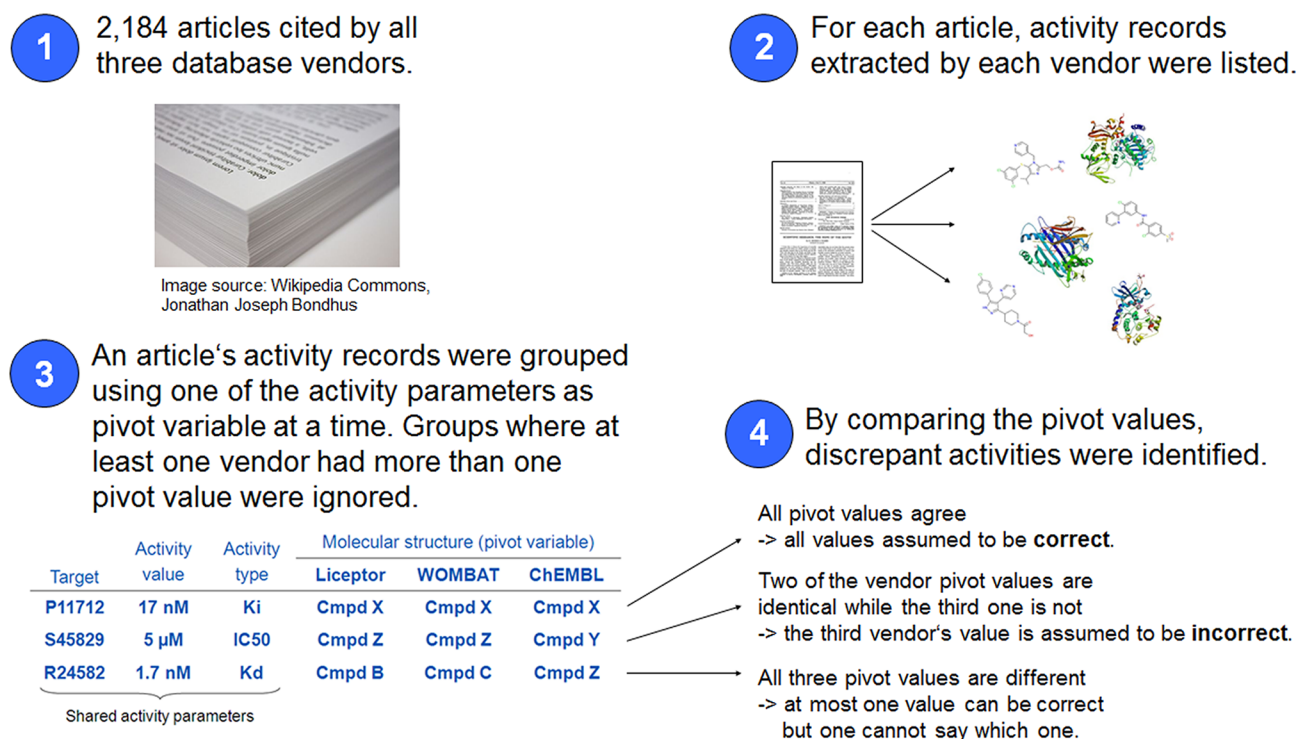 1
2,184 articles cited by all
three database vendors.
Image source: Wikipedia Commons,
Jonathan Joseph Bondhus
2
For each article, activity records
extracted by each vendor were listed.
3
An article‘s activity records were grouped
using one of the activity parameters as
pivot variable at a time. Groups where at
least one vendor had more than one
pivot value were ignored.
Molecular structure (pivot variable)
Target Activity value Activity type Liceptor WOMBAT ChEMBL
P11712 17 nM Ki Cmpd X Cmpd X Cmpd X
S45829 5 µM IC50 Cmpd Z Cmpd Z Cmpd Y
R24582 1.7 nM Kd Cmpd B Cmpd C Cmpd Z
Shared activity parameters
4
By comparing the pivot values,
discrepant activities were identified.
All pivot values agree
-> all values assumed to be correct.
Two of the vendor pivot values are
identical while the third one is not
-> the third vendor‘s value is assumed to be incorrect.
All three pivot values are different
-> at most one value can be correct
but one cannot say which one.